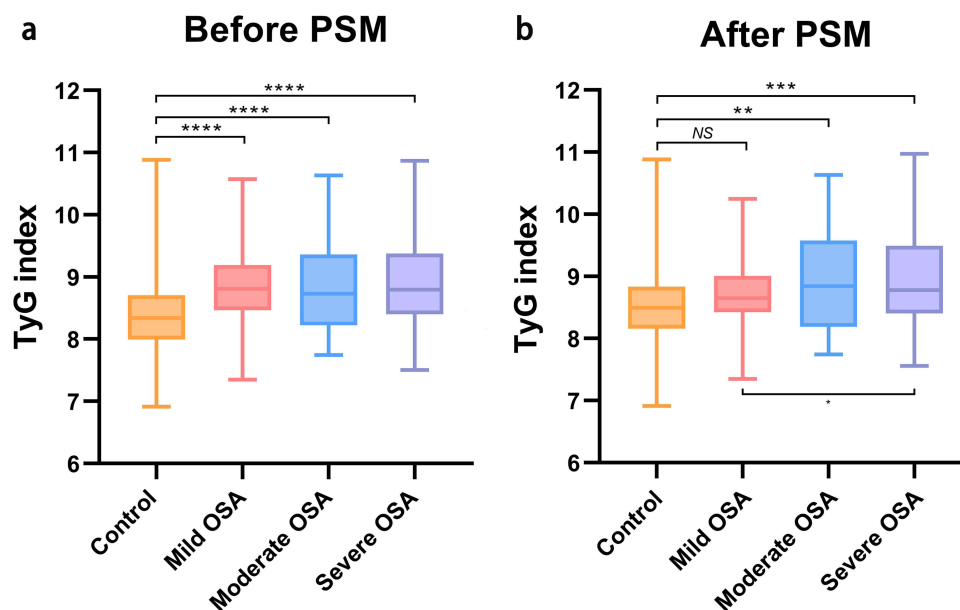 a
Before PSM
TyG index
12
11
10
9
8
7
6
****
****
****
Control
Mild OSA
Moderate OSA
Severe OSA
b
After PSM
TyG index
12
11
10
9
8
7
6
***
**
NS
*
Control
Mild OSA
Moderate OSA
Severe OSA